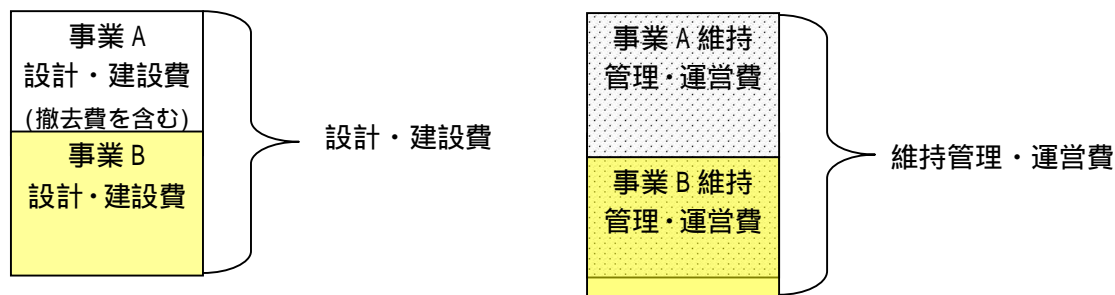 事業 A
設計・建設費
(撤去費を含む)
事業 B
設計・建設費
設計・建設費
事業 A 維持
管理・運営費
事業 B 維持
管理・運営費
維持管理・運営費